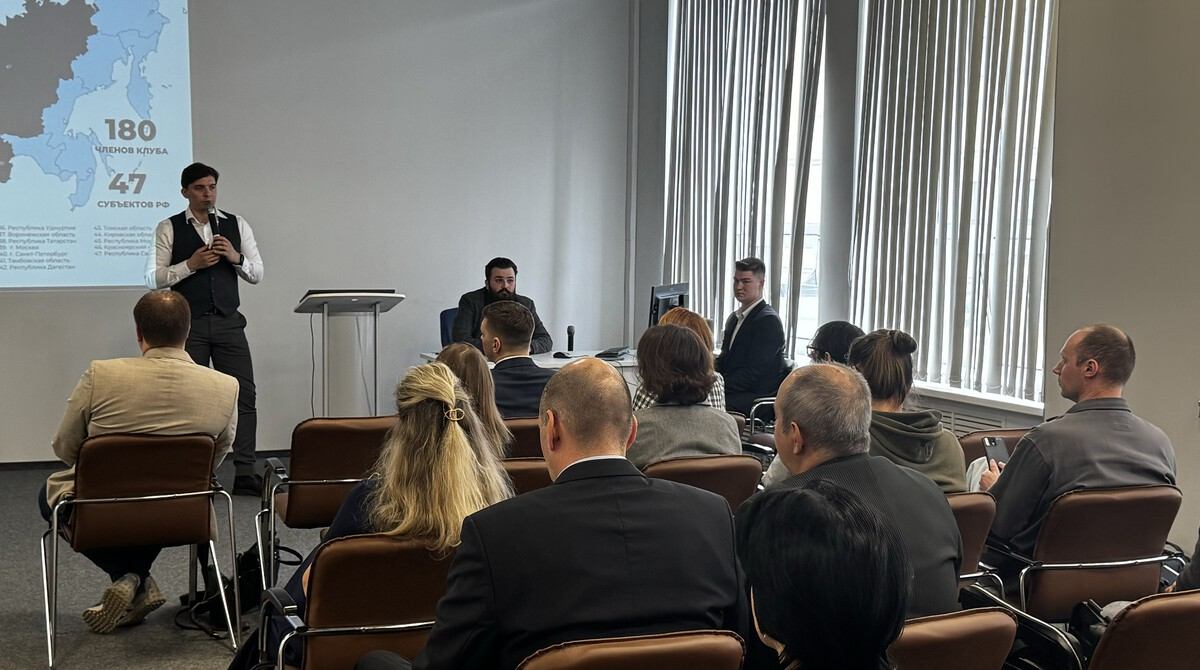 180
ЧЛЕНОВ КЛУБА
47
СУБЪЕКТОВ РФ
36. Республика Удмуртия
37. Воронежская область
38. Республика Татарстан
39. г. Москва
40. г. Санкт-Петербург
41. Тамбовская область
42. Республика Дагестан
43. Томская область
44. Кировская
45. Республика
46. Красноярский
47. Республика